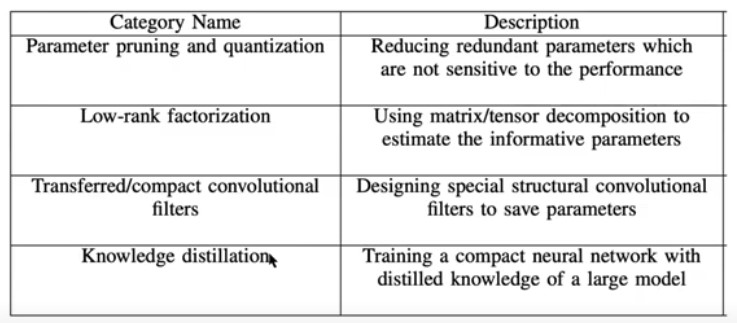 Category Name
Description
Parameter pruning and quantization
Reducing redundant parameters which
are not sensitive to the performance
Low-rank factorization
Using matrix/tensor decomposition to
estimate the informative parameters
Transferred/compact convolutional
filters
Designing special structural convolutional
filters to save parameters
Knowledge distillation
Training a compact neural network with
distilled knowledge of a large model